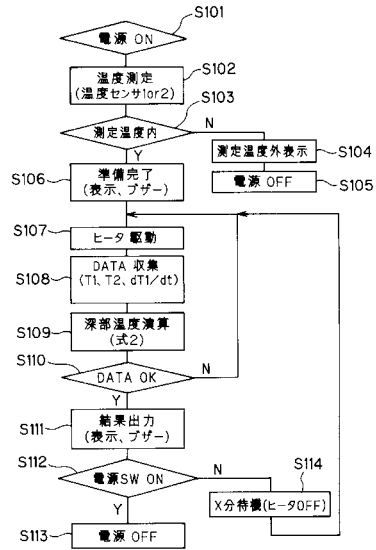 S101
電源 ON
S102
温度測定
(温度センサ1or2)
S103
測定温度内
N
Y
測定温度外表示
S104
電源 OFF
S105
S106
準備完了
(表示、ブザー)
S107
ヒータ駆動
S108
DATA 収集
(T1、T2、dT1/dt)
S109
深部温度演算
(式2)
S110
DATA OK
N
Y
S111
結果出力
(表示、ブザー)
S112
電源SW ON
N
S114
X分待機(ヒータOFF)
Y
S113
電源 OFF